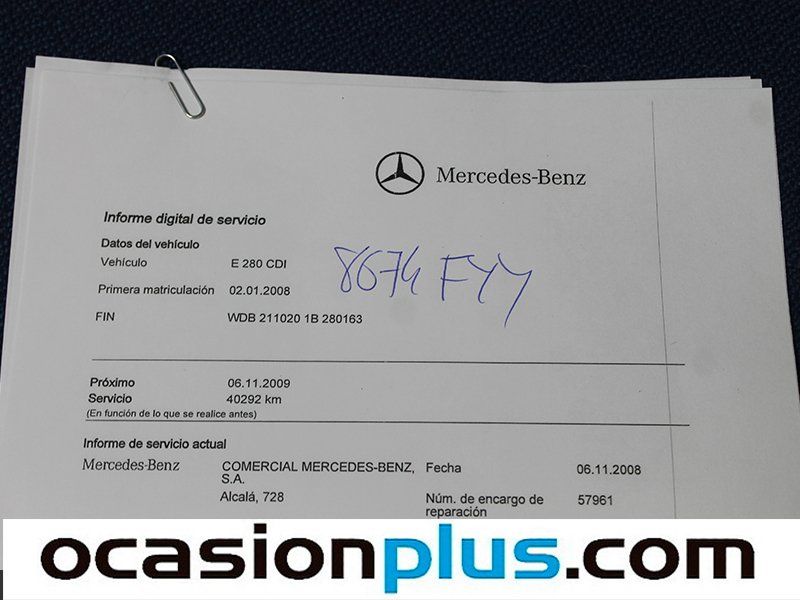 Mercedes-Benz
Informe digital de servicio
Datos del vehículo
Vehículo E 280 CDI
8674 FYY
Primera matriculación 02.01.2008
FIN WDB 211020 1B 280163
Próximo 06.11.2009
Servicio 40292 km
(En función de lo que se realice antes)
Informe de servicio actual
Mercedes-Benz COMERCIAL MERCEDES-BENZ, S.A. Fecha 06.11.2008
Alcalá, 728 Núm. de encargo de reparación 57961
ocasionplus.com